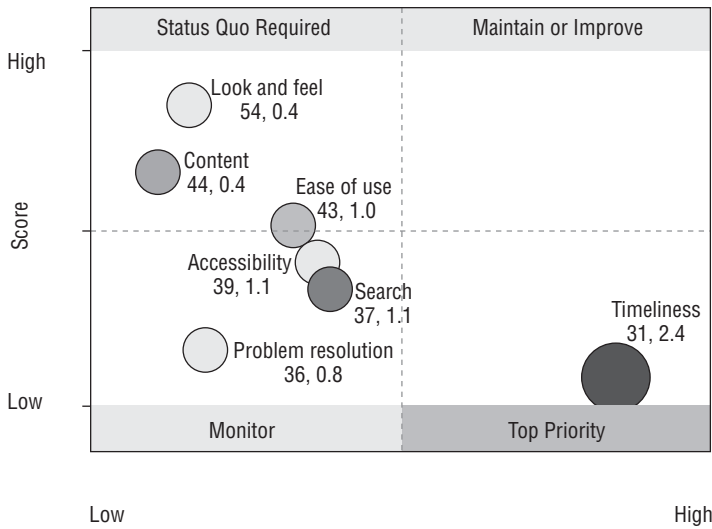 Status Quo Required
Maintain or Improve
High
Look and feel
54, 0.4
Content
44, 0.4
Ease of use
43, 1.0
Score
Accessibility
39, 1.1
Search
37, 1.1
Timeliness
31, 2.4
Problem resolution
36, 0.8
Low
Monitor
Top Priority
Low
High